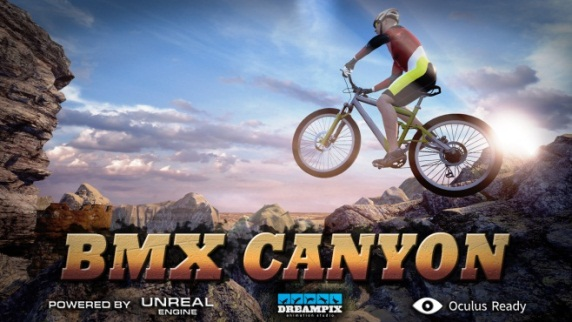 BMX CANYON
POWERED BY UNREAL ENGINE
DREAMPIX
animation studio
Oculus Ready